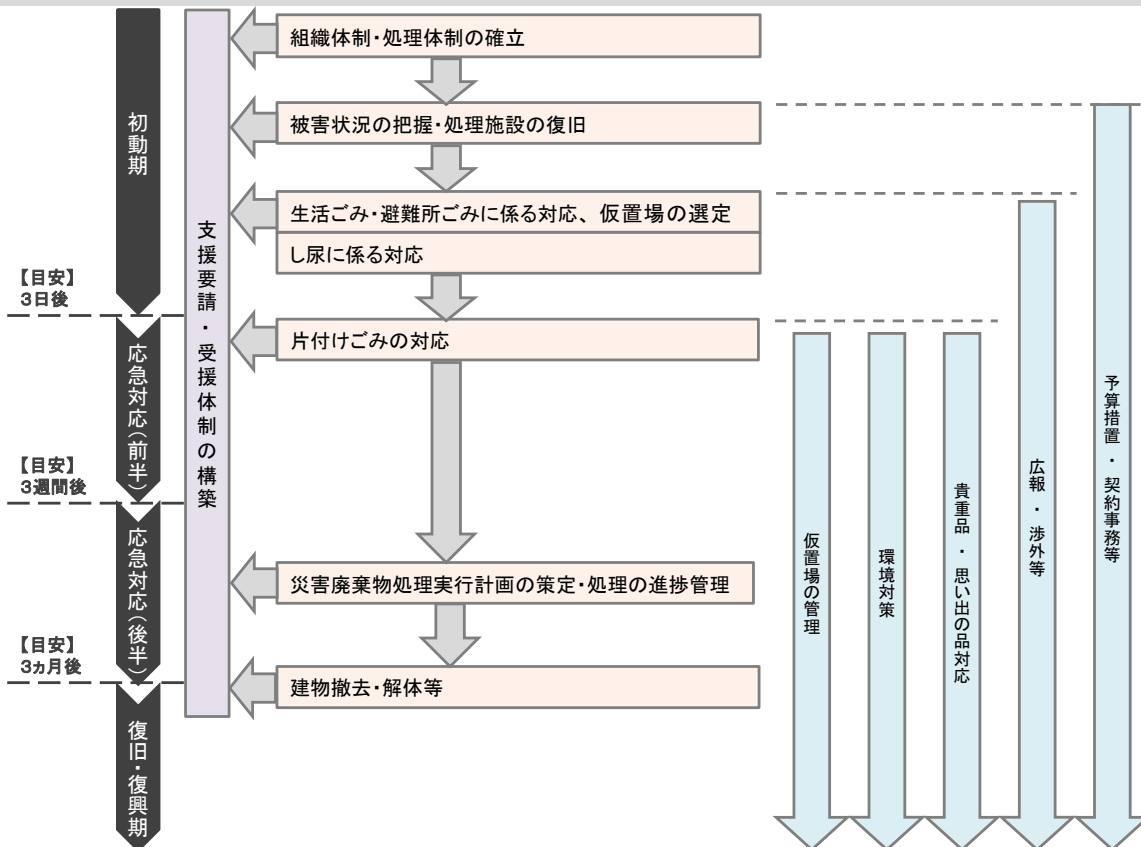 初動期
【目安】
3日後
応急対応(前半)
【目安】
3週間後
応急対応(後半)
【目安】
3ヵ月後
復旧・復興期
支援要請・受援体制の構築
組織体制・処理体制の確立
被害状況の把握・処理施設の復旧
生活ごみ・避難所ごみに係る対応、仮置場の選定
し尿に係る対応
片付けごみの対応
災害廃棄物処理実行計画の策定・処理の進捗管理
建物撤去・解体等
仮置場の管理
環境対策
貴重品・思い出の品対応
広報・渉外等
予算措置・契約事務等